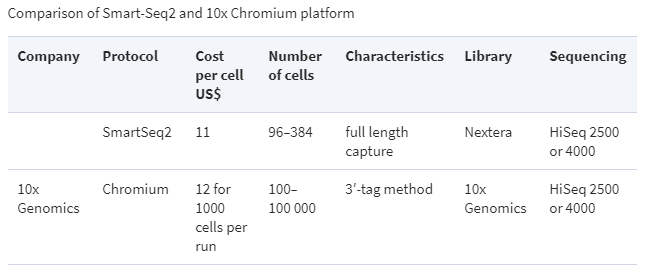 Comparison of Smart-Seq2 and 10x Chromium platform
Company Protocol Cost per cell US$ Number of cells Characteristics Library Sequencing
SmartSeq2 11 96–384 full length capture Nextera HiSeq 2500 or 4000
10x Genomics Chromium 12 for 1000 cells per run 100–100 000 3′-tag method 10x Genomics HiSeq 2500 or 4000